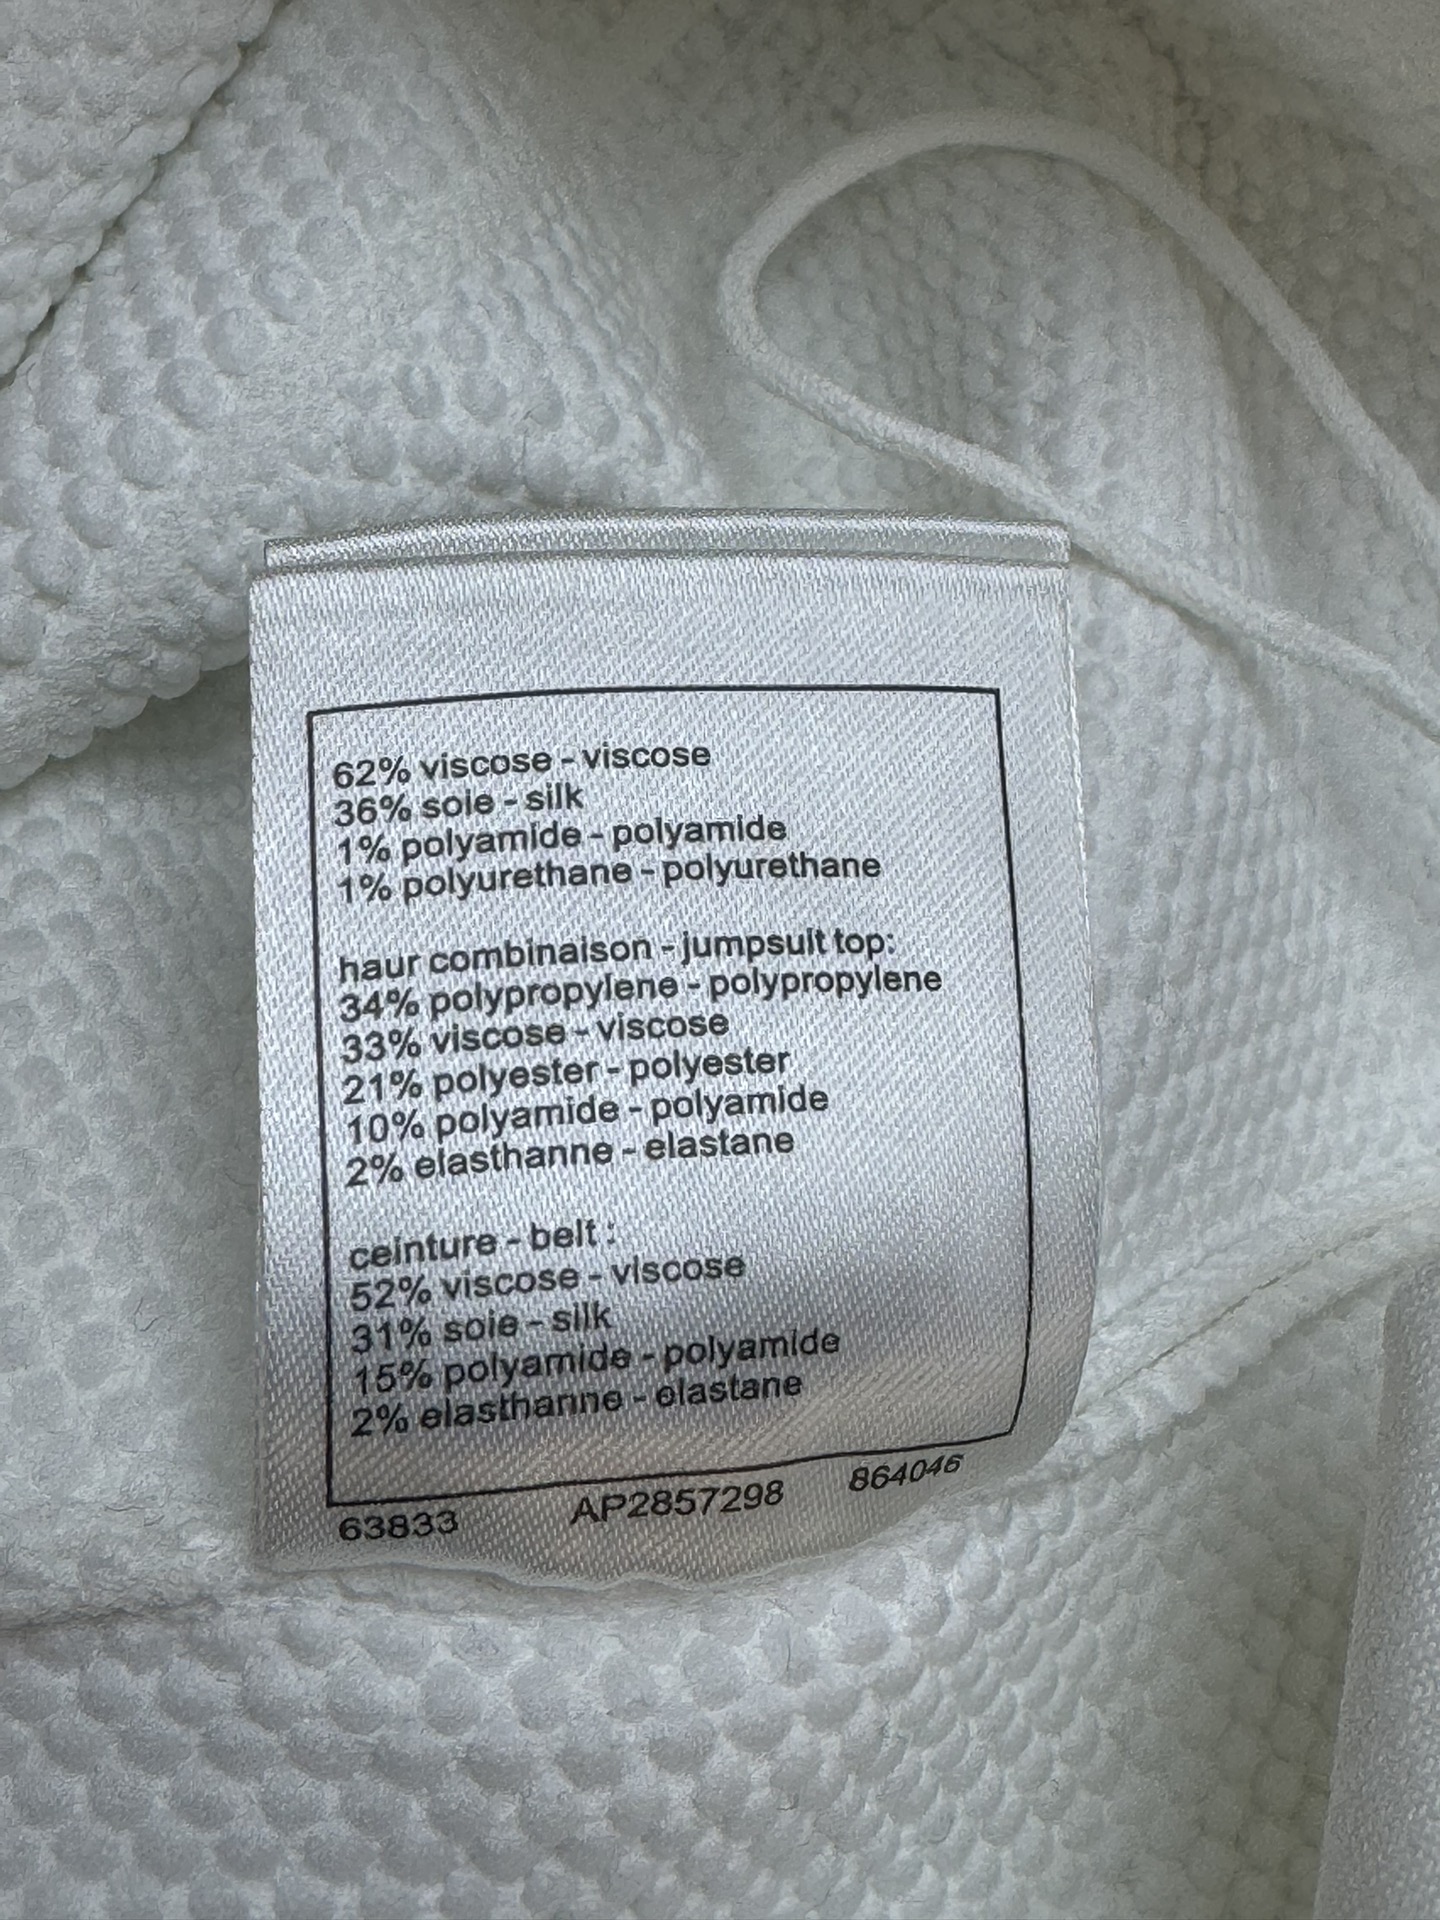 62% viscose - viscose
36% soie - silk
1% polyamide - polyamide
1% polyurethane - polyurethane
haur combinaison - jumpsuit top:
34% polypropylene - polypropylene
33% viscose - viscose
21% polyester - polyester
10% polyamide - polyamide
2% elasthanne - elastane
ceinture - belt :
52% viscose - viscose
31% soie - silk
15% polyamide - polyamide
2% elasthanne - elastane
63833 AP2857298 864046